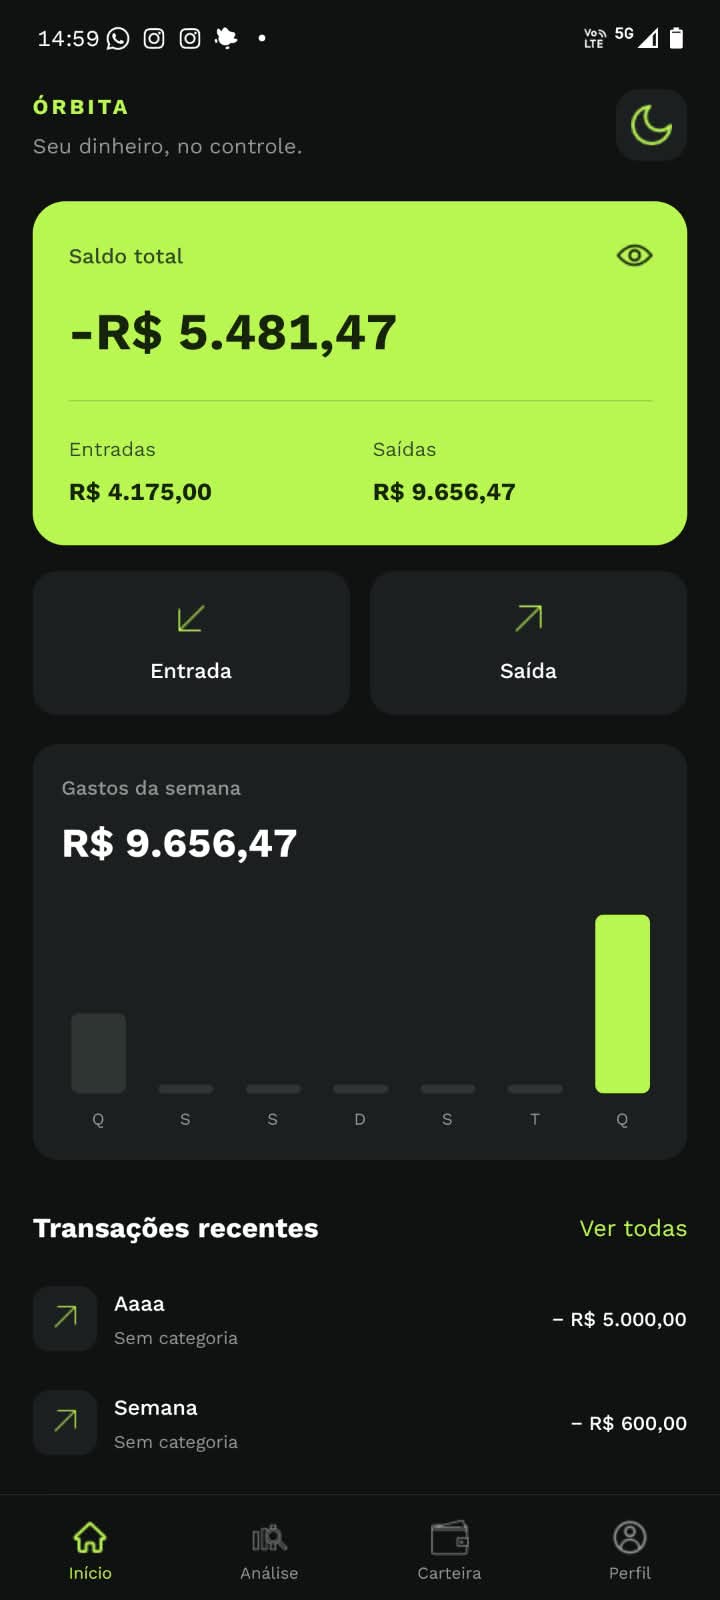 14:59
Vo LTE 5G
ÓRBITA
Seu dinheiro, no controle.
Saldo total
-R$ 5.481,47
Entradas Saídas
R$ 4.175,00 R$ 9.656,47
Entrada Saída
Gastos da semana
R$ 9.656,47
Q S S D S T Q
Transações recentes Ver todas
Aaaa
Sem categoria
− R$ 5.000,00
Semana
Sem categoria
− R$ 600,00
Início Análise Carteira Perfil